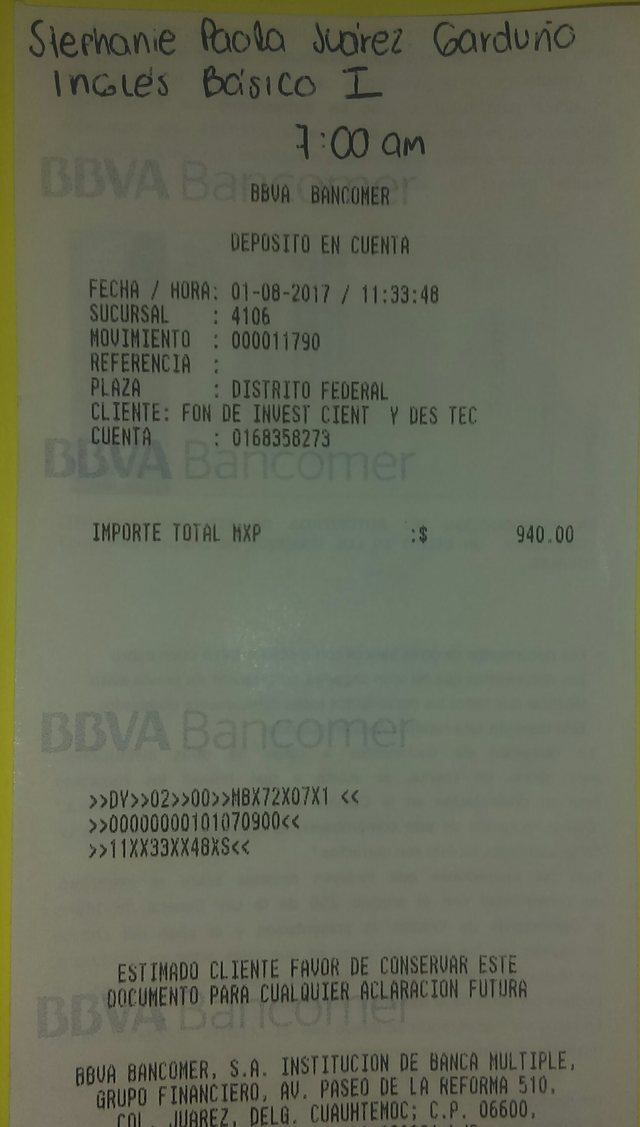 Stephanie Paola Juárez Garduño
Inglés Básico I
7:00 am
BBVA Bancomer
BBVA BANCOMER
DEPOSITO EN CUENTA
FECHA / HORA: 01-08-2017 / 11:33:48
SUCURSAL : 4106
MOVIMIENTO : 000011790
REFERENCIA :
PLAZA : DISTRITO FEDERAL
CLIENTE: FON DE INVEST CIENT Y DES TEC
CUENTA : 0168358273
BBVA Bancomer
IMPORTE TOTAL MXP :$ 940.00
BBVA Bancomer
>>DY>>02>>00>>MBX72X07X1 <<
>>00000000101070900<<
>>11XX33XX48XS<<
ESTIMADO CLIENTE FAVOR DE CONSERVAR ESTE
DOCUMENTO PARA CUALQUIER ACLARACION FUTURA
BBVA Bancomer
BBVA BANCOMER, S.A. INSTITUCION DE BANCA MULTIPLE,
GRUPO FINANCIERO, AV. PASEO DE LA REFORMA 510,
COL. JUAREZ, DELG. CUAUHTEMOC; C.P. 06600,